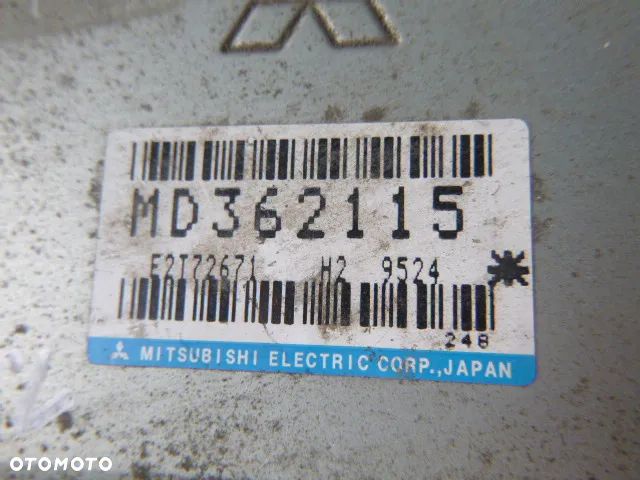 MD362115
E2T72671 H2 9524
248
MITSUBISHI ELECTRIC CORP., JAPAN
OTOMOTO